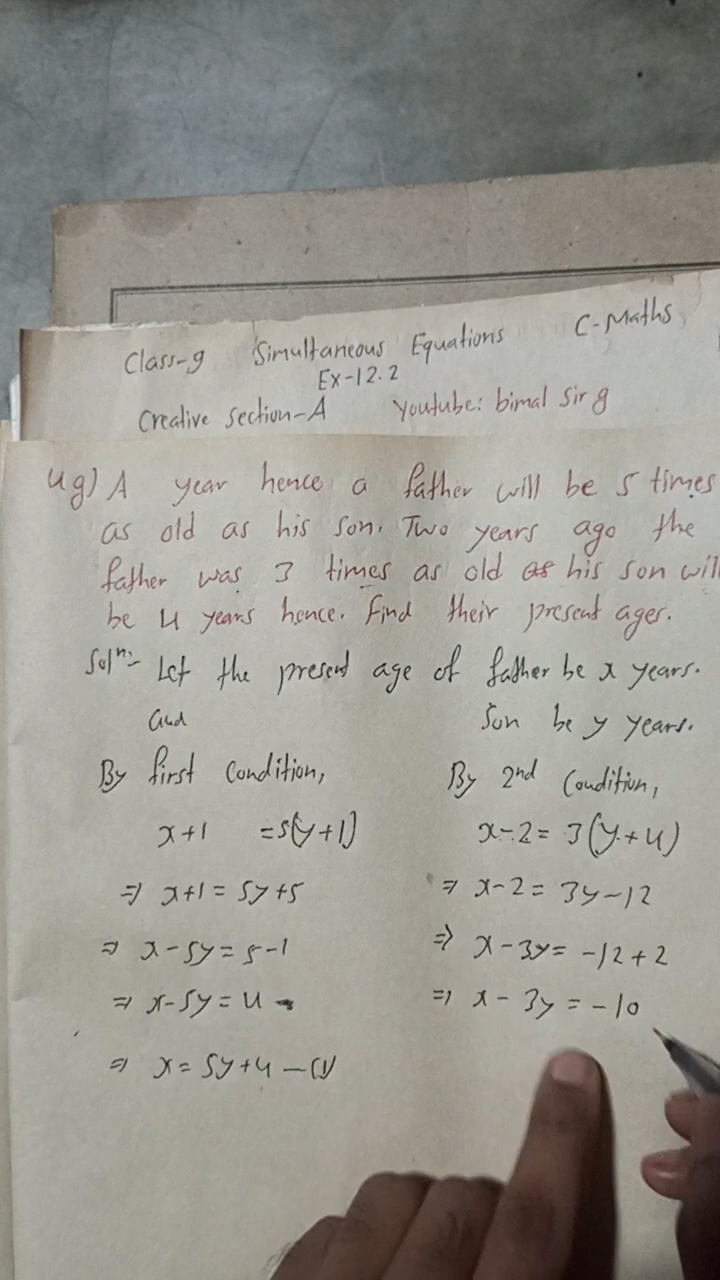 Class-9 Simultaneous Equations C-Maths
Ex-12.2
Creative Section-A Youtube: bimal sir g
4g) A year hence a father will be 5 times
as old as his son. Two years ago the
father was 3 times as old as his son will
be 4 years hence. Find their present ages.
Solⁿ:- Let the present age of father be x years.
and son be y years.
By first condition, By 2nd Condition,
x+1 =5(y+1) x-2 = 3(y+4)
⇒ x+1 = 5y+5 ⇒ x-2 = 3y-12
⇒ x-5y = 5-1 ⇒ x-3y = -12+2
⇒ x-5y = 4 ⇒ x-3y = -10
⇒ x = 5y+4 —(1)